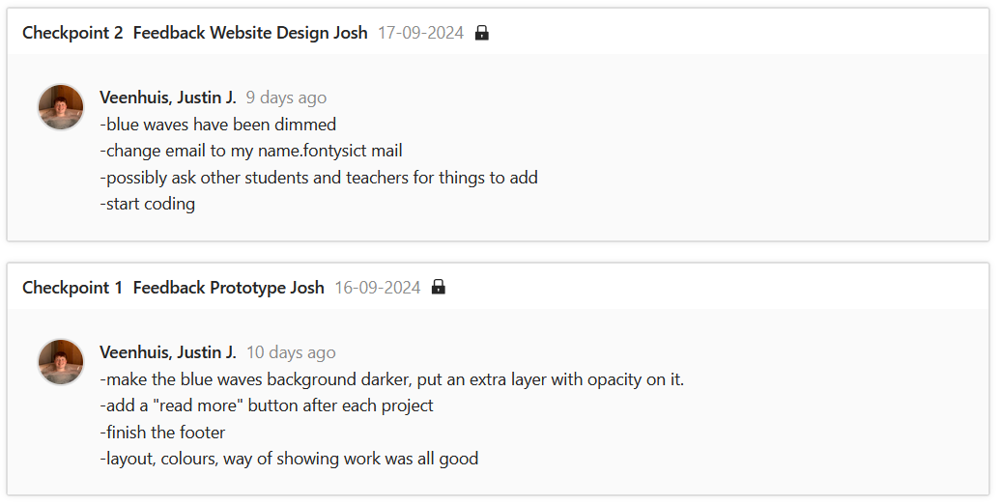 Checkpoint 2 Feedback Website Design Josh 17-09-2024
Veenhuis, Justin J. 9 days ago
-blue waves have been dimmed
-change email to my name.fontysict mail
-possibly ask other students and teachers for things to add
-start coding
Checkpoint 1 Feedback Prototype Josh 16-09-2024
Veenhuis, Justin J. 10 days ago
-make the blue waves background darker, put an extra layer with opacity on it.
-add a "read more" button after each project
-finish the footer
-layout, colours, way of showing work was all good